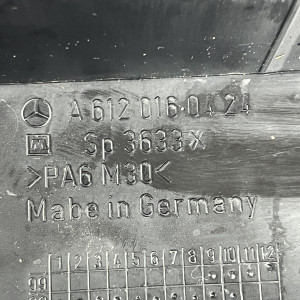 A 612 016 04 24
Sp 3633 x
>PA6 M30<
Made in Germany
1 2 3 4 5 6 7 8 9 10 11 12
99